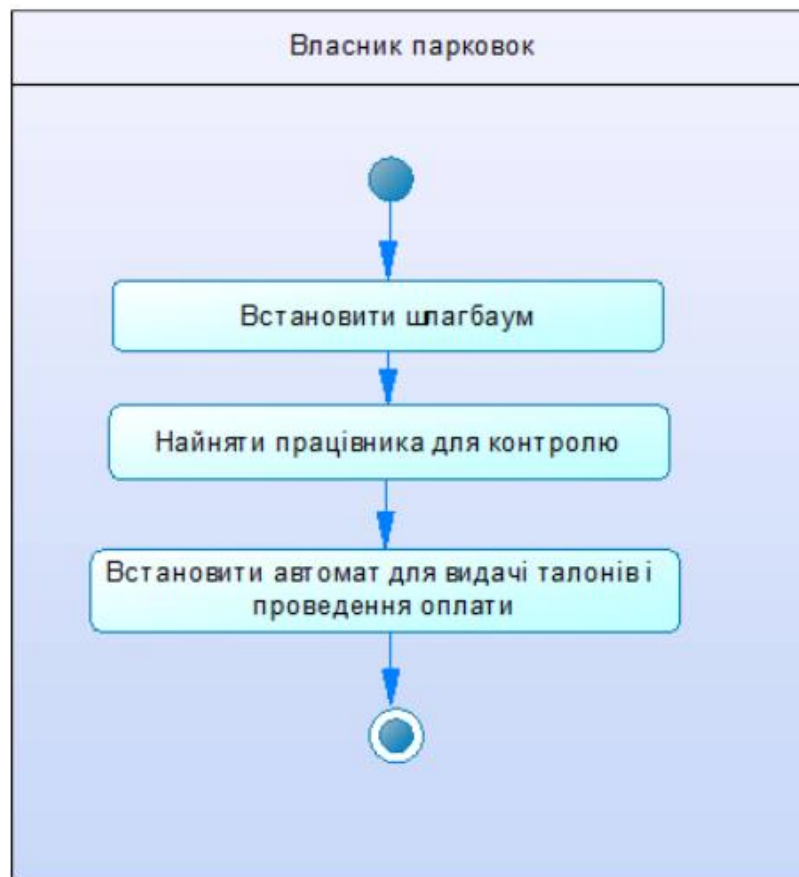 Власник парковок
Встановити шлагбаум
Найняти працівника для контролю
Встановити автомат для видачі талонів і
проведення оплати